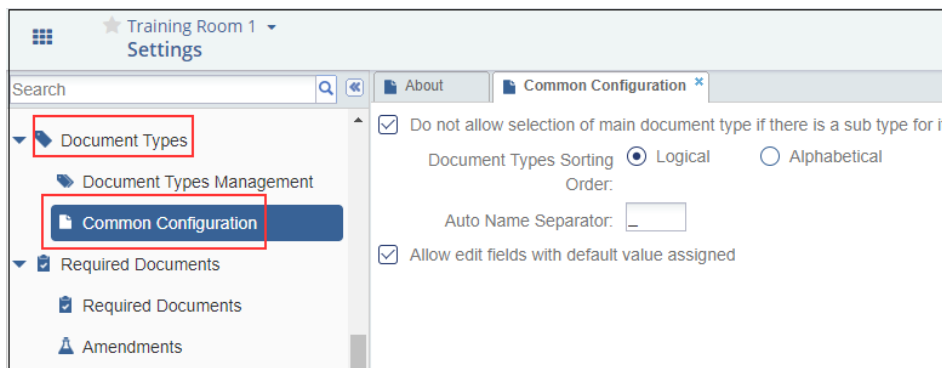 Training Room 1
Settings
Search
About
Common Configuration
Document Types
Document Types Management
Common Configuration
Required Documents
Required Documents
Amendments
Do not allow selection of main document type if there is a sub type for
Document Types Sorting
Order:
Logical
Alphabetical
Auto Name Separator:
_
Allow edit fields with default value assigned